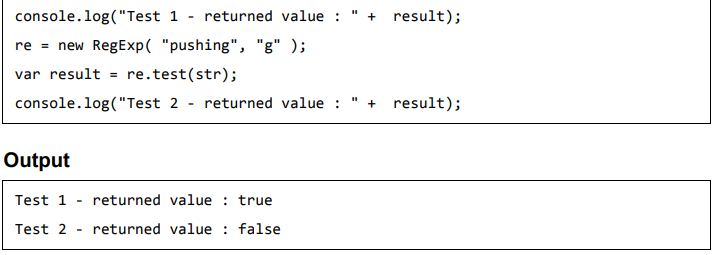 console.log("Test 1 - returned value : " +  result);
re = new RegExp( "pushing", "g" );
var result = re.test(str);
console.log("Test 2 - returned value : " +  result);
Output
Test 1 - returned value : true
Test 2 - returned value : false